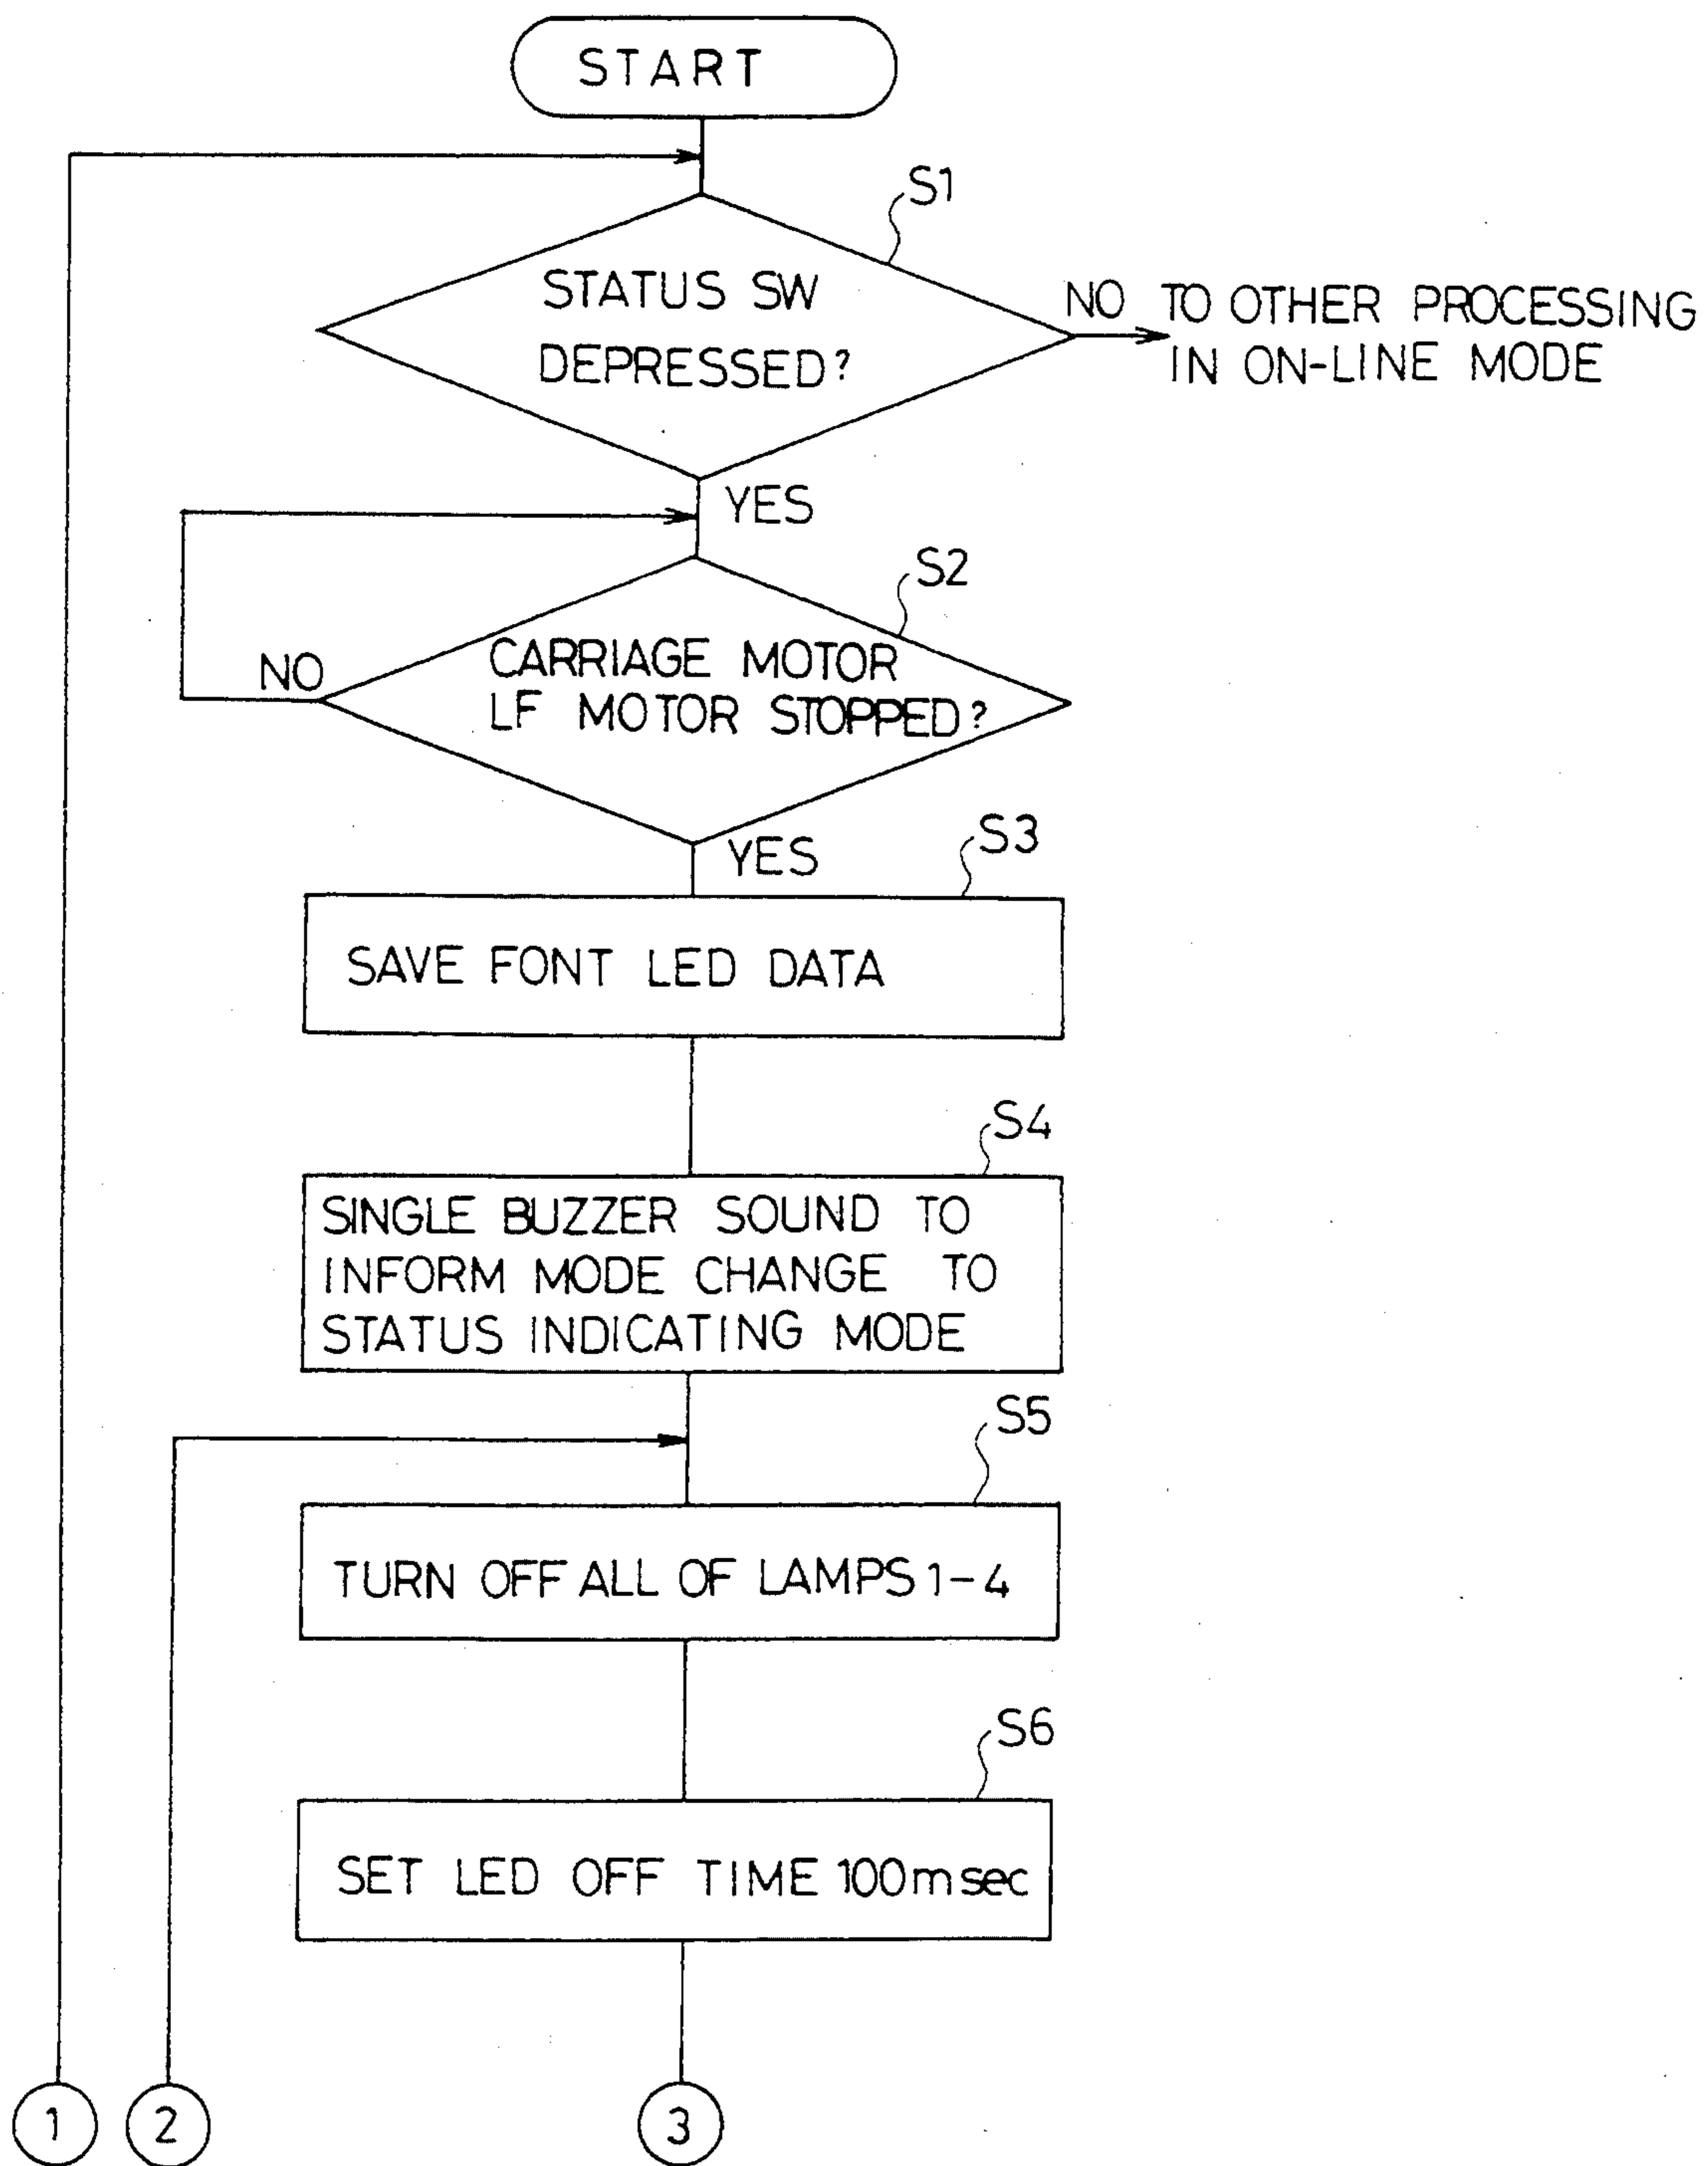 START
S1
STATUS SW
DEPRESSED?
NO
TO OTHER PROCESSING
IN ON-LINE MODE
YES
S2
CARRIAGE MOTOR
LF MOTOR STOPPED?
NO
YES
S3
SAVE FONT LED DATA
S4
SINGLE BUZZER SOUND TO
INFORM MODE CHANGE TO
STATUS INDICATING MODE
S5
TURN OFF ALL OF LAMPS 1-4
S6
SET LED OFF TIME 100msec
1
2
3